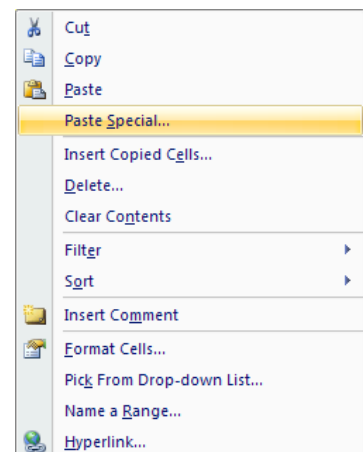 Cut
Copy
Paste
Paste Special...
Insert Copied Cells...
Delete...
Clear Contents
Filter
Sort
Insert Comment
Format Cells...
Pick From Drop-down List...
Name a Range...
Hyperlink...